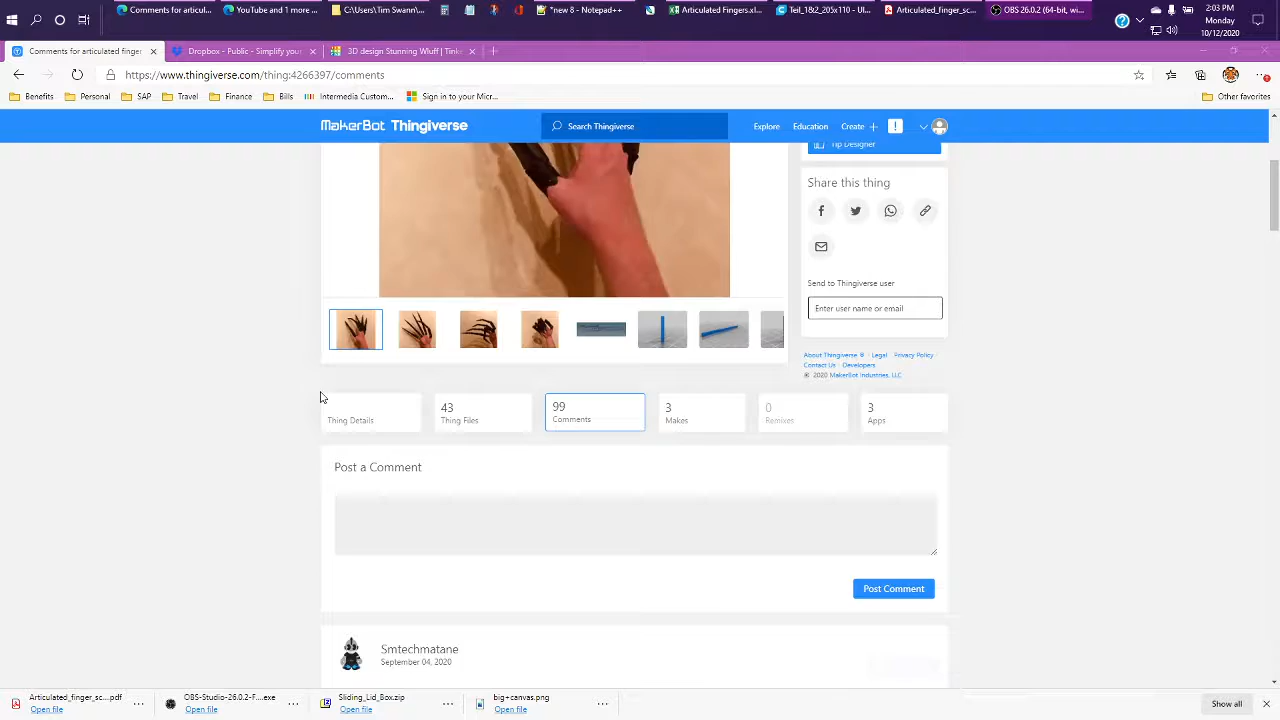 Comments for articul...
YouTube and 1 more...
C:\Users\Tim Swann\...
*new 8 - Notepad++
Articulated Fingers.xl...
Teil_1&2_205x110 - Ul...
Articulated_finger_sc...
OBS 26.0.2 (64-bit, wi...
2:03 PM
Monday
10/12/2020
Comments for articulated finger
Dropbox - Public - Simplify your
3D design Stunning Wluff | Tink
https://www.thingiverse.com/thing:4266397/comments
Benefits
Personal
SAP
Travel
Finance
Bills
Intermedia Custom...
Sign in to your Micr...
Other favorites
MakerBot Thingiverse
Search Thingiverse
Explore
Education
Create
Tip Designer
Share this thing
Send to Thingiverse user
Enter user name or email
About Thingiverse ® · Legal · Privacy Policy ·
Contact Us · Developers
© 2020 MakerBot Industries, LLC
Thing Details
43
Thing Files
99
Comments
3
Makes
0
Remixes
3
Apps
Post a Comment
Post Comment
Smtechmatane
September 04, 2020
Articulated_finger_sc....pdf
Open file
OBS-Studio-26.0.2-F....exe
Open file
Sliding_Lid_Box.zip
Open file
big+canvas.png
Open file
Show all